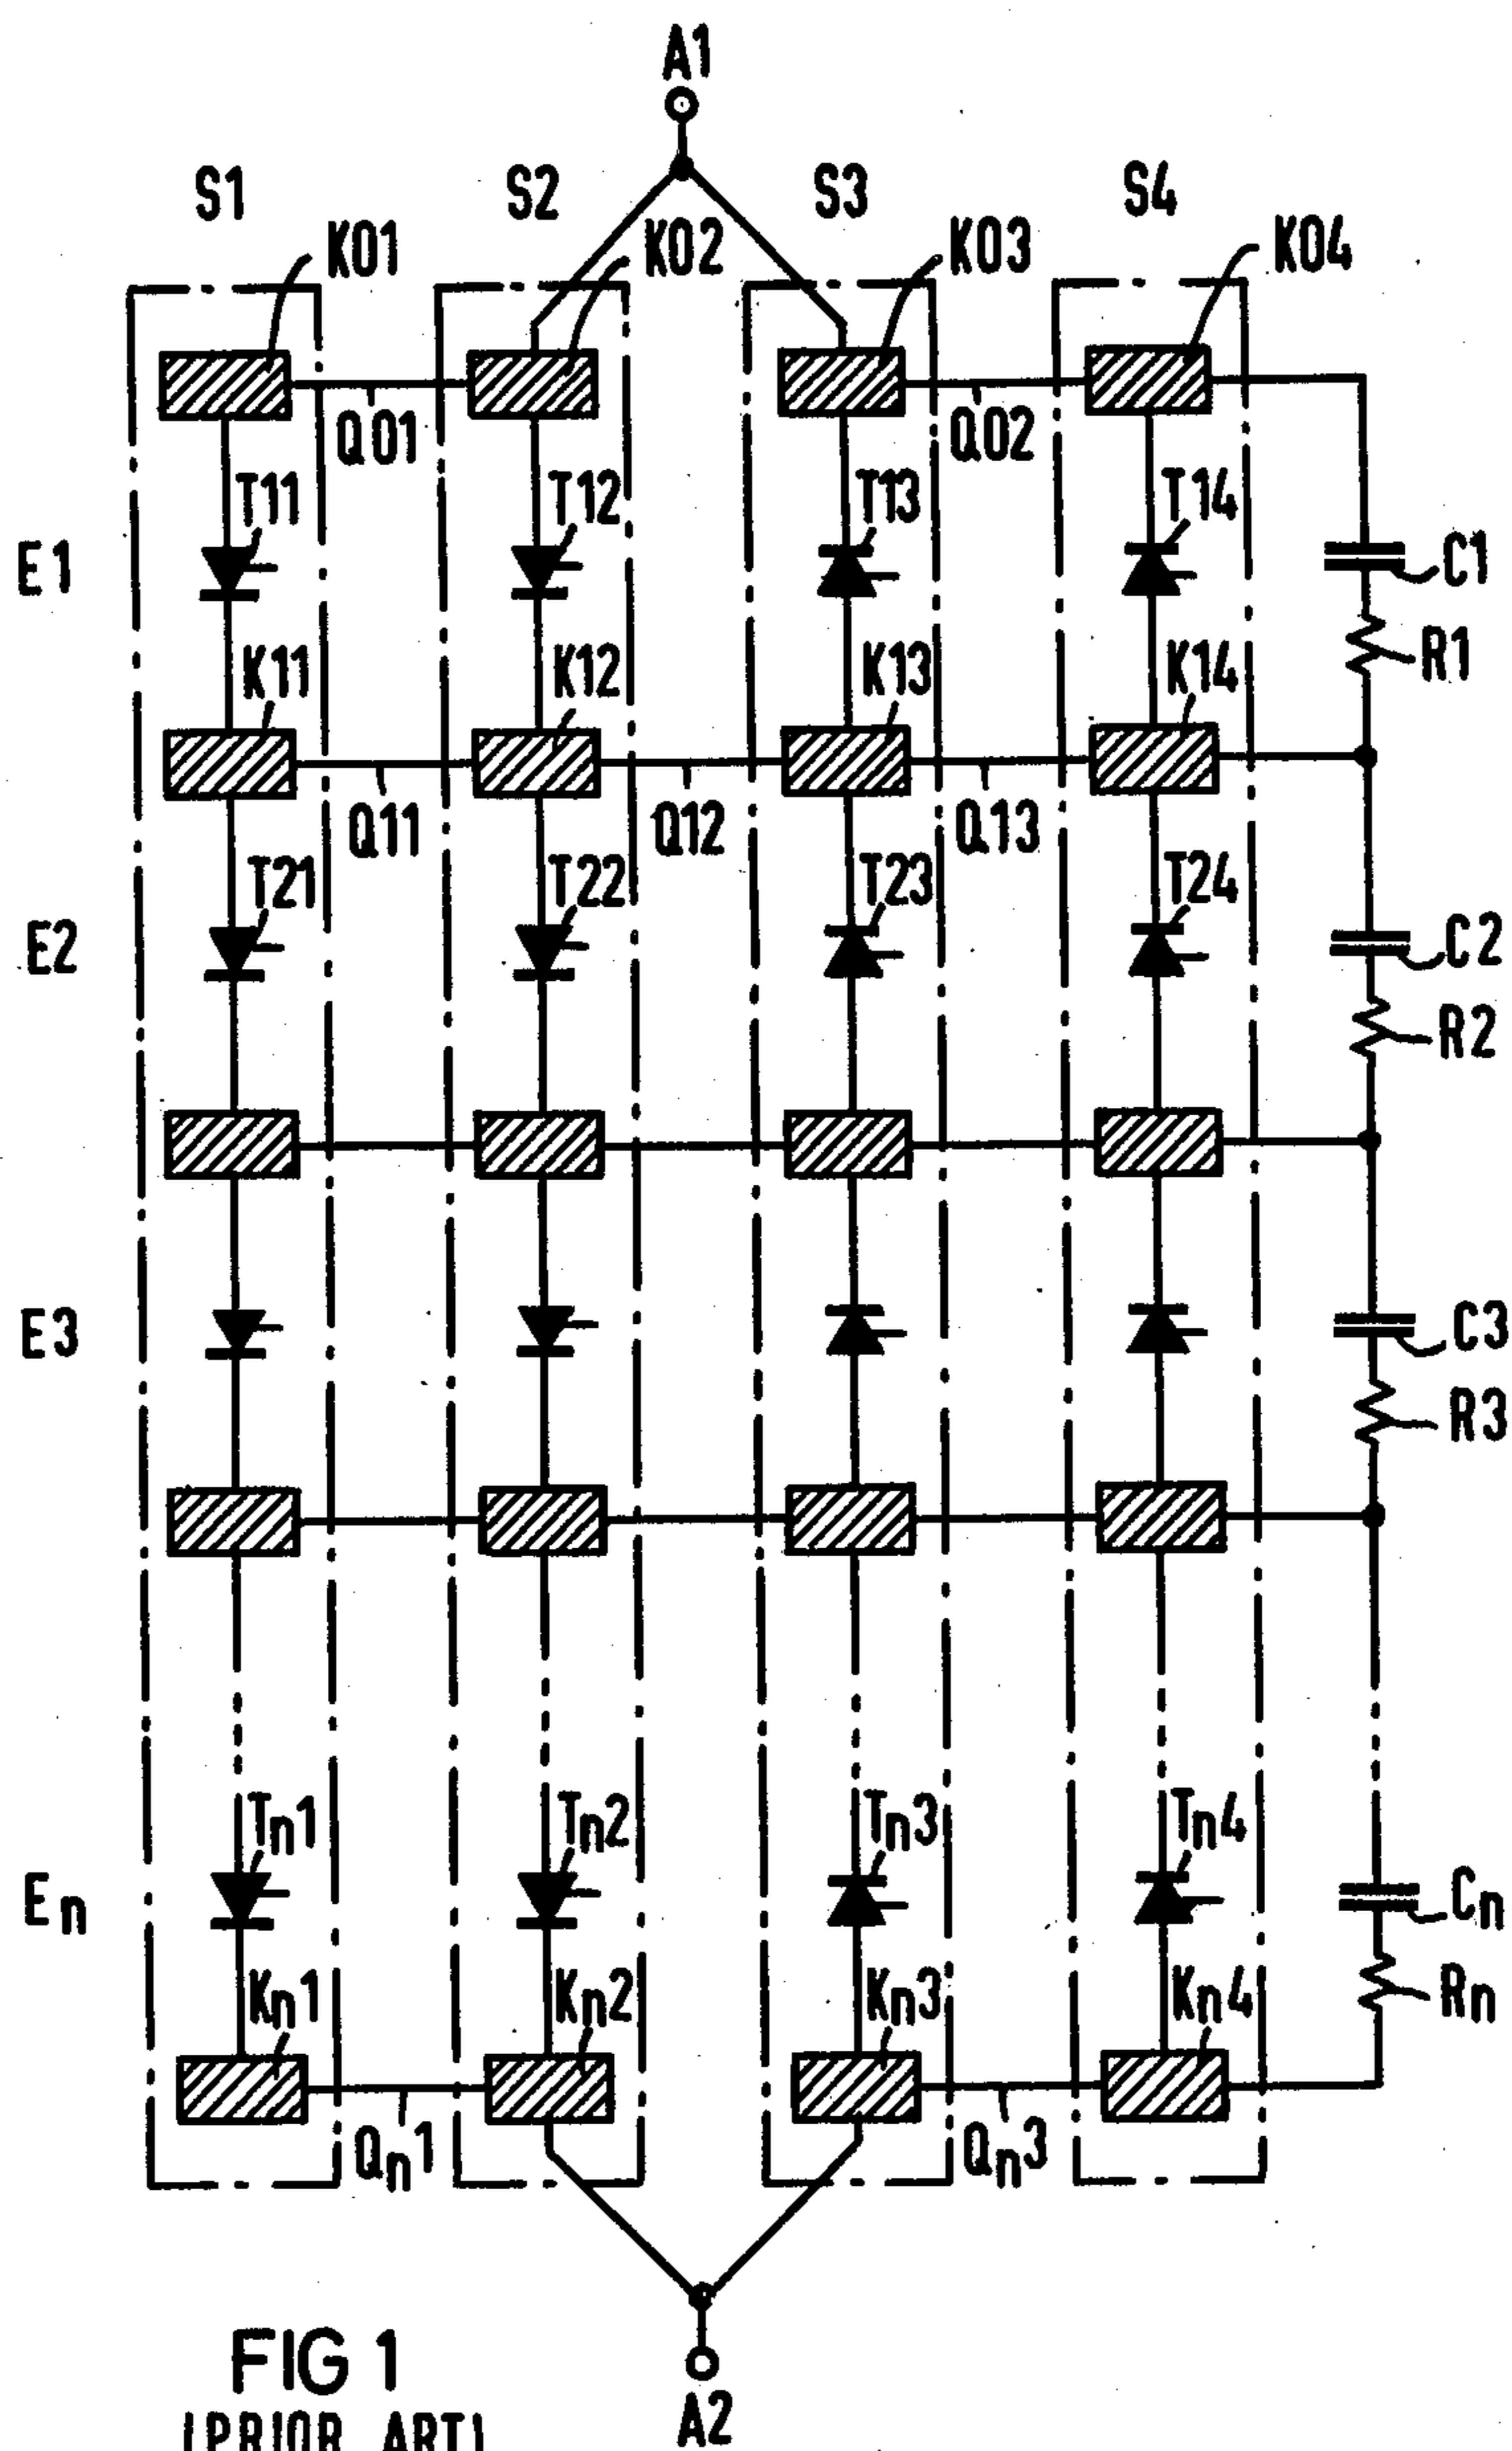 A1
S1 S2 S3 S4
K01 K02 K03 K04
Q01 Q02
T11 T12 T13 T14
E1 C1
K11 K12 K13 K14 R1
Q11 Q12 Q13
T21 T22 T23 T24
E2 C2
R2
E3 C3
R3
Tn1 Tn2 Tn3 Tn4
En Cn
Kn1 Kn2 Kn3 Kn4 Rn
Qn1 Qn3
FIG 1
A2
(PRIOR ART)